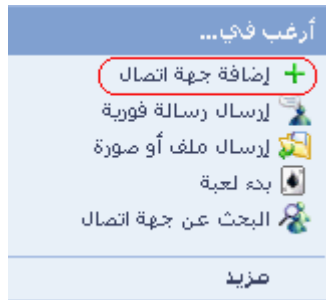 أرغب في...
إضافة جهة اتصال
إرسال رسالة فورية
إرسال ملف أو صورة
بدء لعبة
البحث عن جهة اتصال
مزيد